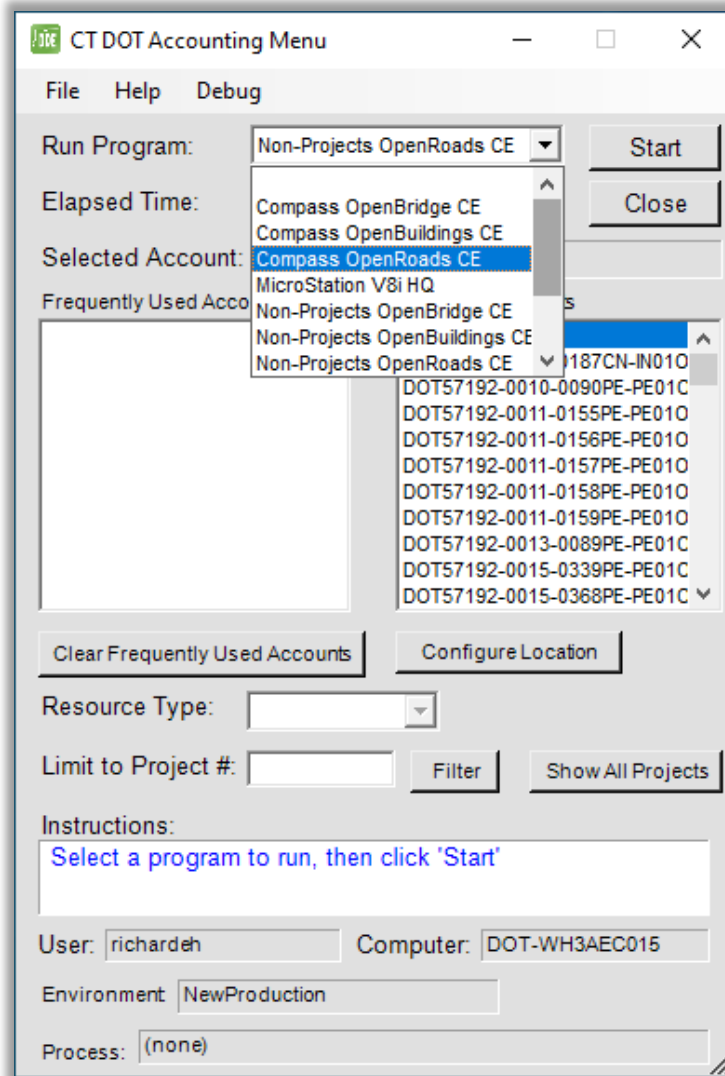 CT DOT Accounting Menu
File Help Debug
Run Program: Non-Projects OpenRoads CE Start
Elapsed Time: Close
Compass OpenBridge CE
Compass OpenBuildings CE
Selected Account: Compass OpenRoads CE
MicroStation V8i HQ
Frequently Used Acco
Non-Projects OpenBridge CE
Non-Projects OpenBuildings CE
Non-Projects OpenRoads CE
0187CN-IN01O
DOT57192-0010-0090PE-PE01C
DOT57192-0011-0155PE-PE01O
DOT57192-0011-0156PE-PE01O
DOT57192-0011-0157PE-PE01O
DOT57192-0011-0158PE-PE01O
DOT57192-0011-0159PE-PE01O
DOT57192-0013-0089PE-PE01C
DOT57192-0015-0339PE-PE01C
DOT57192-0015-0368PE-PE01C
Clear Frequently Used Accounts Configure Location
Resource Type:
Limit to Project #: Filter Show All Projects
Instructions:
Select a program to run, then click 'Start'
User: richardeh Computer: DOT-WH3AEC015
Environment NewProduction
Process: (none)